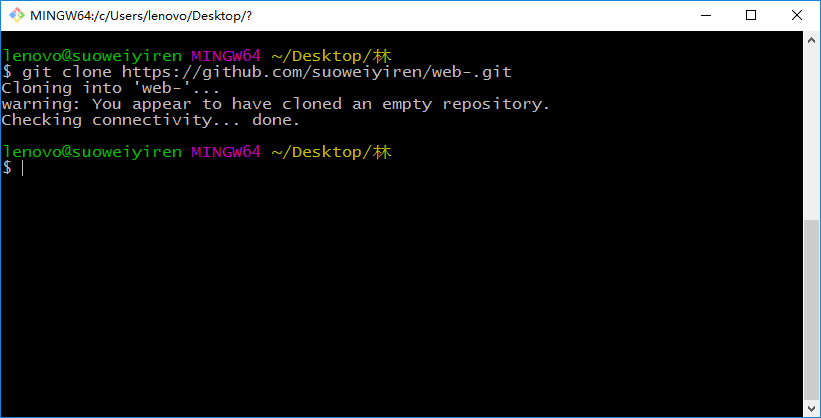 MINGW64:/c/Users/lenovo/Desktop/?
lenovo@suoweiyiren MINGW64 ~/Desktop/林
$ git clone https://github.com/suoweiyiren/web-.git
Cloning into 'web-'...
warning: You appear to have cloned an empty repository.
Checking connectivity... done.
lenovo@suoweiyiren MINGW64 ~/Desktop/林
$